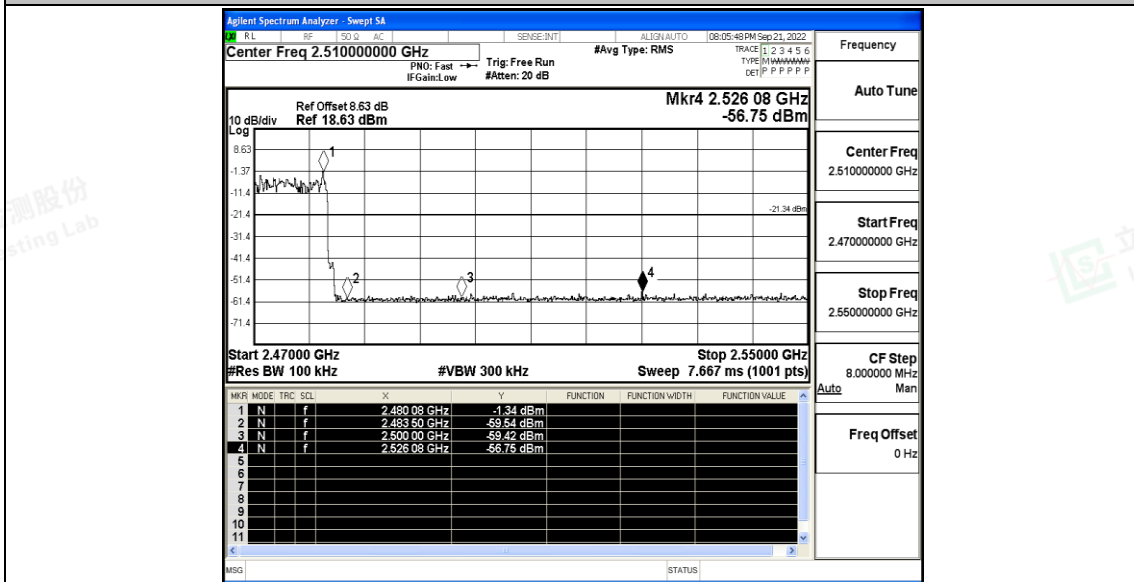 Agilent Spectrum Analyzer - Swept SA
RL RF 50 Ω AC SENSE:INT ALIGN AUTO 08:05:48 PM Sep 21, 2022
Center Freq 2.510000000 GHz
PNO: Fast
IFGain:Low
Trig: Free Run
#Atten: 20 dB
#Avg Type: RMS
TRACE 1 2 3 4 5 6
TYPE M
DET P P P P P P
Frequency
Auto Tune
Center Freq
2.510000000 GHz
Start Freq
2.470000000 GHz
Stop Freq
2.550000000 GHz
CF Step
8.000000 MHz
Auto Man
Freq Offset
0 Hz
Mkr4 2.526 08 GHz
-56.75 dBm
Ref Offset 8.63 dB
10 dB/div Ref 18.63 dBm
Log
8.63
-1.37
-11.4
-21.4
-31.4
-41.4
-51.4
-61.4
-71.4
1
2
3
4
-21.34 dBm
Start 2.47000 GHz Stop 2.55000 GHz
#Res BW 100 kHz #VBW 300 kHz Sweep 7.667 ms (1001 pts)
MKR MODE TRC SCL X Y FUNCTION FUNCTION WIDTH FUNCTION VALUE
1 N f 2.480 08 GHz -1.34 dBm
2 N f 2.483 50 GHz -59.54 dBm
3 N f 2.500 00 GHz -59.42 dBm
4 N f 2.526 08 GHz -56.75 dBm
5
6
7
8
9
10
11
MSG STATUS
测股份
sting Lab
立